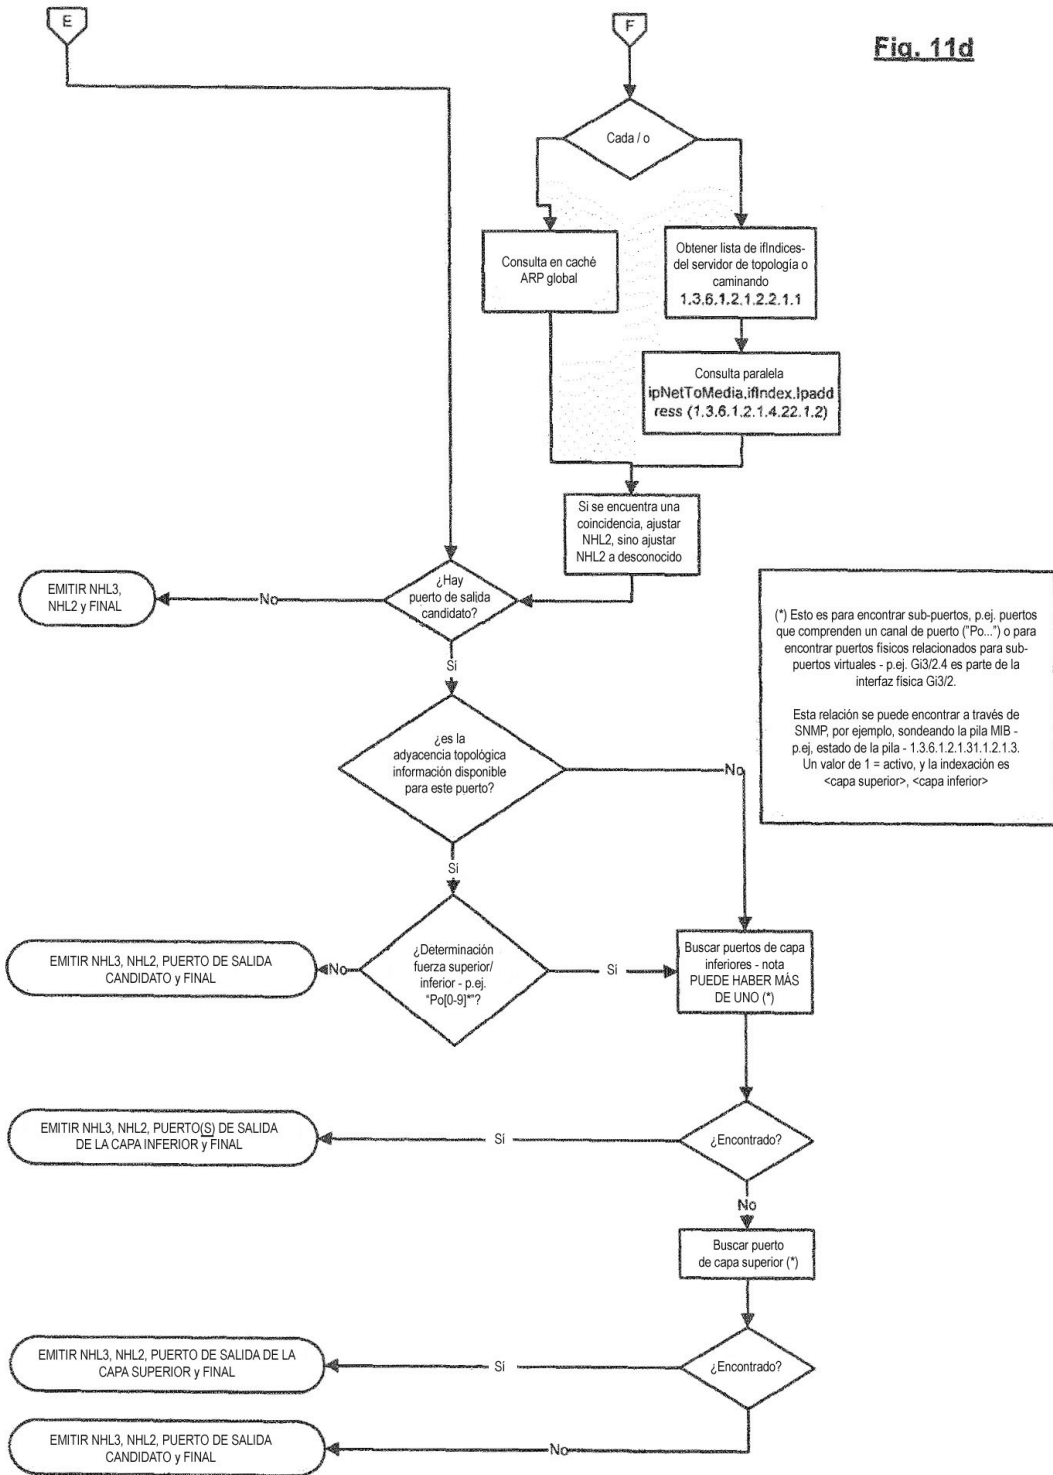 E
F
Fig. 11d
Cada / o
Consulta en caché
ARP global
Obtener lista de ifIndices-
del servidor de topología o
caminando
1.3.6.1.2.1.2.2.1.1
Consulta paralela
ipNetToMedia.ifIndex.Ipadd
ress (1.3.6.1.2.1.4.22.1.2)
Si se encuentra una
coincidencia, ajustar
NHL2, sino ajustar
NHL2 a desconocido
EMITIR NHL3,
NHL2 y FINAL
No
¿Hay
puerto de salida
candidato?
Si
(*) Esto es para encontrar sub-puertos, p.ej. puertos
que comprenden un canal de puerto ("Po...") o para
encontrar puertos físicos relacionados para sub-
puertos virtuales - p.ej. Gi3/2.4 es parte de la
interfaz física Gi3/2.
Esta relación se puede encontrar a través de
SNMP, por ejemplo, sondeando la pila MIB -
p.ej, estado de la pila - 1.3.6.1.2.1.31.1.2.1.3.
Un valor de 1 = activo, y la indexación es
<capa superior>, <capa inferior>
¿es la
adyacencia topológica
información disponible
para este puerto?
No
Si
EMITIR NHL3, NHL2, PUERTO DE SALIDA
CANDIDATO y FINAL
No
¿Determinación
fuerza superior/
inferior - p.ej.
"Po[0-9]*"?
Si
Buscar puertos de capa
inferiores - nota
PUEDE HABER MÁS
DE UNO (*)
EMITIR NHL3, NHL2, PUERTO(S) DE SALIDA
DE LA CAPA INFERIOR y FINAL
Si
¿Encontrado?
No
Buscar puerto
de capa superior (*)
EMITIR NHL3, NHL2, PUERTO DE SALIDA DE LA
CAPA SUPERIOR y FINAL
Si
¿Encontrado?
EMITIR NHL3, NHL2, PUERTO DE SALIDA
CANDIDATO y FINAL
No